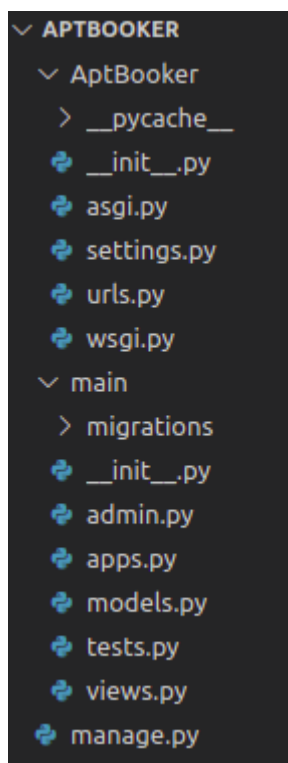 APTBOOKER
AptBooker
__pycache__
__init__.py
asgi.py
settings.py
urls.py
wsgi.py
main
migrations
__init__.py
admin.py
apps.py
models.py
tests.py
views.py
manage.py